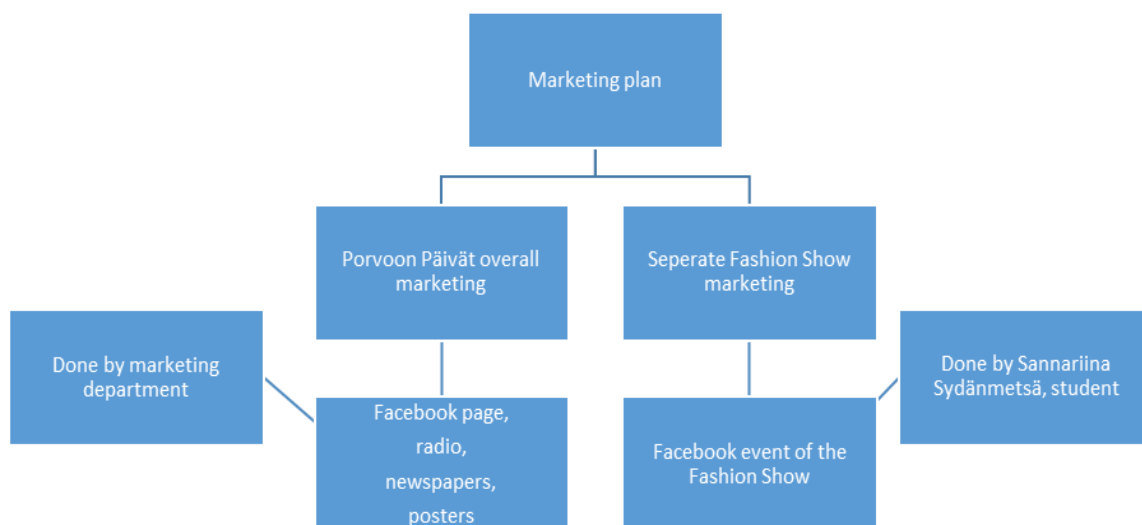 Marketing plan
Porvoon Päivät overall
marketing
Seperate Fashion Show
marketing
Done by marketing
department
Done by Sannariina
Sydänmetsä, student
Facebook page,
radio,
newspapers,
posters
Facebook event of the
Fashion Show